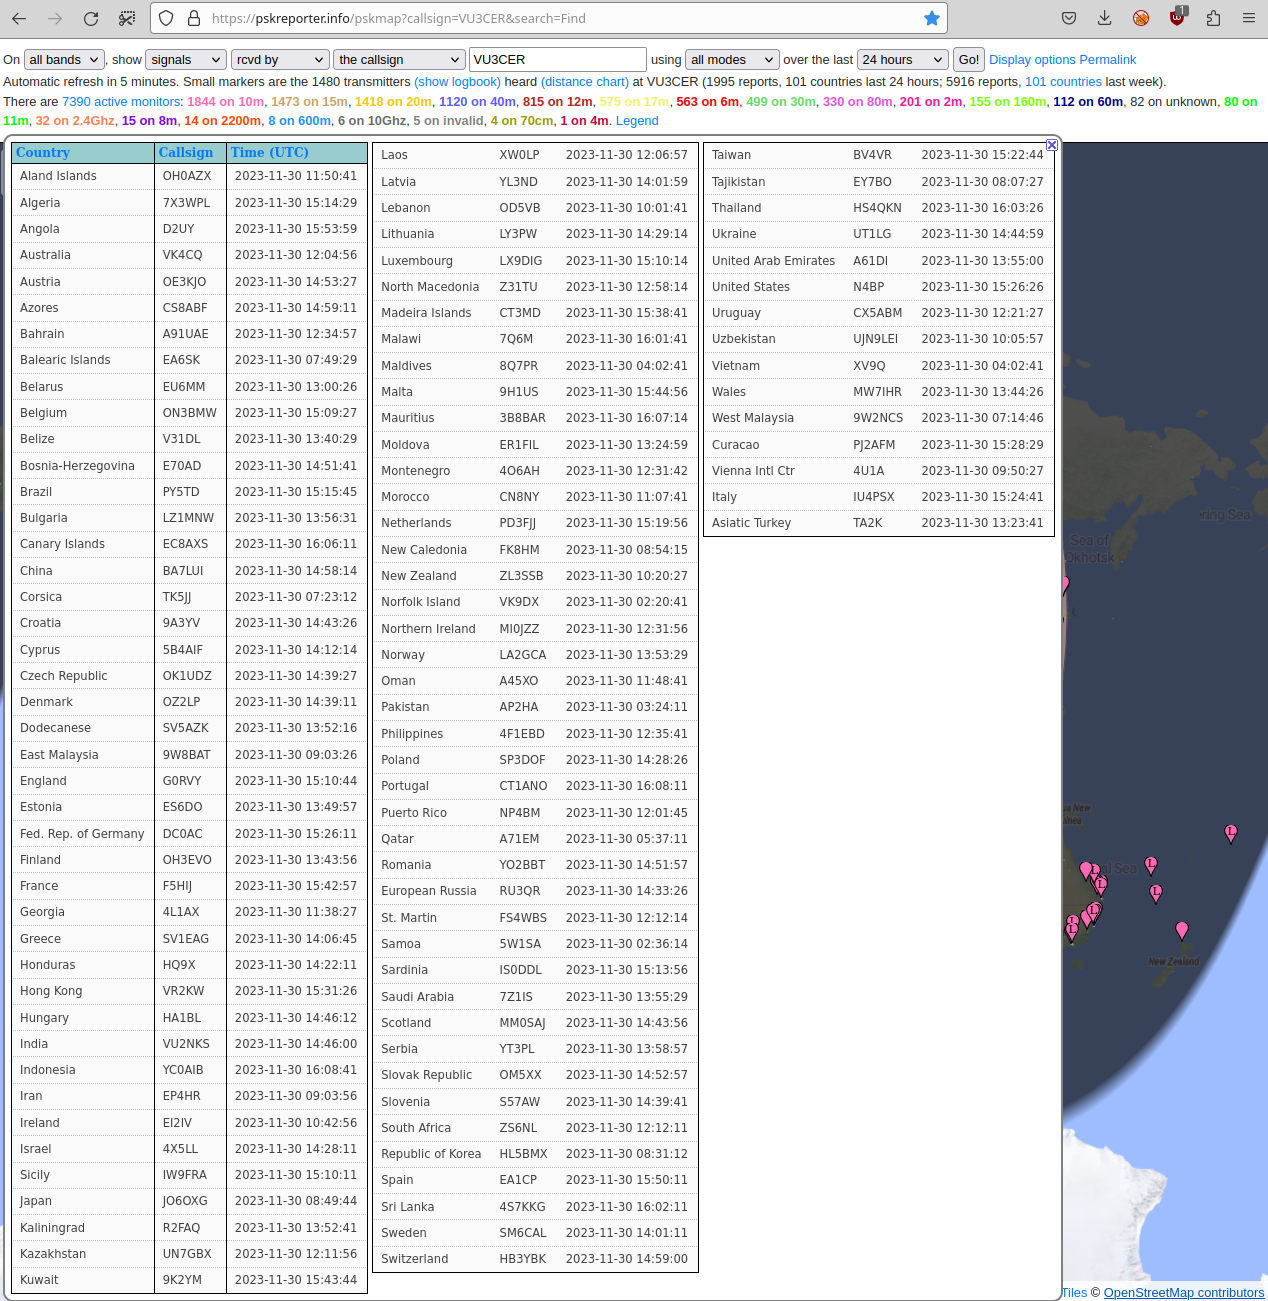 https://pskreporter.info/pskmap?callsign=VU3CER&search=Find
1
On all bands, show signals rcvd by the callsign VU3CER using all modes over the last 24 hours Go! Display options Permalink
Automatic refresh in 5 minutes. Small markers are the 1480 transmitters (show logbook) heard (distance chart) at VU3CER (1995 reports, 101 countries last 24 hours; 5916 reports, 101 countries last week).
There are 7390 active monitors: 1844 on 10m, 1473 on 15m, 1418 on 20m, 1120 on 40m, 815 on 12m, 575 on 17m, 563 on 6m, 499 on 30m, 330 on 80m, 201 on 2m, 155 on 160m, 112 on 60m, 82 on unknown, 80 on
11m, 32 on 2.4Ghz, 15 on 8m, 14 on 2200m, 8 on 600m, 6 on 10Ghz, 5 on invalid, 4 on 70cm, 1 on 4m. Legend
Country Callsign Time (UTC)
Aland Islands OH0AZX 2023-11-30 11:50:41
Algeria 7X3WPL 2023-11-30 15:14:29
Angola D2UY 2023-11-30 15:53:59
Australia VK4CQ 2023-11-30 12:04:56
Austria OE3KJO 2023-11-30 14:53:27
Azores CS8ABF 2023-11-30 14:59:11
Bahrain A91UAE 2023-11-30 12:34:57
Balearic Islands EA6SK 2023-11-30 07:49:29
Belarus EU6MM 2023-11-30 13:00:26
Belgium ON3BMW 2023-11-30 15:09:27
Belize V31DL 2023-11-30 13:40:29
Bosnia-Herzegovina E70AD 2023-11-30 14:51:41
Brazil PY5TD 2023-11-30 15:15:45
Bulgaria LZ1MNW 2023-11-30 13:56:31
Canary Islands EC8AXS 2023-11-30 16:06:11
China BA7LUI 2023-11-30 14:58:14
Corsica TK5JJ 2023-11-30 07:23:12
Croatia 9A3YV 2023-11-30 14:43:26
Cyprus 5B4AIF 2023-11-30 14:12:14
Czech Republic OK1UDZ 2023-11-30 14:39:27
Denmark OZ2LP 2023-11-30 14:39:11
Dodecanese SV5AZK 2023-11-30 13:52:16
East Malaysia 9W8BAT 2023-11-30 09:03:26
England G0RVY 2023-11-30 15:10:44
Estonia ES6DO 2023-11-30 13:49:57
Fed. Rep. of Germany DC0AC 2023-11-30 15:26:11
Finland OH3EVO 2023-11-30 13:43:56
France F5HIJ 2023-11-30 15:42:57
Georgia 4L1AX 2023-11-30 11:38:27
Greece SV1EAG 2023-11-30 14:06:45
Honduras HQ9X 2023-11-30 14:22:11
Hong Kong VR2KW 2023-11-30 15:31:26
Hungary HA1BL 2023-11-30 14:46:12
India VU2NKS 2023-11-30 14:46:00
Indonesia YC0AIB 2023-11-30 16:08:41
Iran EP4HR 2023-11-30 09:03:56
Ireland EI2IV 2023-11-30 10:42:56
Israel 4X5LL 2023-11-30 14:28:11
Sicily IW9FRA 2023-11-30 15:10:11
Japan JO6OXG 2023-11-30 08:49:44
Kaliningrad R2FAQ 2023-11-30 13:52:41
Kazakhstan UN7GBX 2023-11-30 12:11:56
Kuwait 9K2YM 2023-11-30 15:43:44
Laos XW0LP 2023-11-30 12:06:57
Latvia YL3ND 2023-11-30 14:01:59
Lebanon OD5VB 2023-11-30 10:01:41
Lithuania LY3PW 2023-11-30 14:29:14
Luxembourg LX9DIG 2023-11-30 15:10:14
North Macedonia Z31TU 2023-11-30 12:58:14
Madeira Islands CT3MD 2023-11-30 15:38:41
Malawi 7Q6M 2023-11-30 16:01:41
Maldives 8Q7PR 2023-11-30 04:02:41
Malta 9H1US 2023-11-30 15:44:56
Mauritius 3B8BAR 2023-11-30 16:07:14
Moldova ER1FIL 2023-11-30 13:24:59
Montenegro 4O6AH 2023-11-30 12:31:42
Morocco CN8NY 2023-11-30 11:07:41
Netherlands PD3FJJ 2023-11-30 15:19:56
New Caledonia FK8HM 2023-11-30 08:54:15
New Zealand ZL3SSB 2023-11-30 10:20:27
Norfolk Island VK9DX 2023-11-30 02:20:41
Northern Ireland MI0JZZ 2023-11-30 12:31:56
Norway LA2GCA 2023-11-30 13:53:29
Oman A45XO 2023-11-30 11:48:41
Pakistan AP2HA 2023-11-30 03:24:11
Philippines 4F1EBD 2023-11-30 12:35:41
Poland SP3DOF 2023-11-30 14:28:26
Portugal CT1ANO 2023-11-30 16:08:11
Puerto Rico NP4BM 2023-11-30 12:01:45
Qatar A71EM 2023-11-30 05:37:11
Romania YO2BBT 2023-11-30 14:51:57
European Russia RU3QR 2023-11-30 14:33:26
St. Martin FS4WBS 2023-11-30 12:12:14
Samoa 5W1SA 2023-11-30 02:36:14
Sardinia IS0DDL 2023-11-30 15:13:56
Saudi Arabia 7Z1IS 2023-11-30 13:55:29
Scotland MM0SAJ 2023-11-30 14:43:56
Serbia YT3PL 2023-11-30 13:58:57
Slovak Republic OM5XX 2023-11-30 14:52:57
Slovenia S57AW 2023-11-30 14:39:41
South Africa ZS6NL 2023-11-30 12:12:11
Republic of Korea HL5BMX 2023-11-30 08:31:12
Spain EA1CP 2023-11-30 15:50:11
Sri Lanka 4S7KKG 2023-11-30 16:02:11
Sweden SM6CAL 2023-11-30 14:01:11
Switzerland HB3YBK 2023-11-30 14:59:00
Taiwan BV4VR 2023-11-30 15:22:44
Tajikistan EY7BO 2023-11-30 08:07:27
Thailand HS4QKN 2023-11-30 16:03:26
Ukraine UT1LG 2023-11-30 14:44:59
United Arab Emirates A61DI 2023-11-30 13:55:00
United States N4BP 2023-11-30 15:26:26
Uruguay CX5ABM 2023-11-30 12:21:27
Uzbekistan UJN9LEI 2023-11-30 10:05:57
Vietnam XV9Q 2023-11-30 04:02:41
Wales MW7IHR 2023-11-30 13:44:26
West Malaysia 9W2NCS 2023-11-30 07:14:46
Curacao PJ2AFM 2023-11-30 15:28:29
Vienna Intl Ctr 4U1A 2023-11-30 09:50:27
Italy IU4PSX 2023-11-30 15:24:41
Asiatic Turkey TA2K 2023-11-30 13:23:41
ring Sea
Sea of
Okhotsk
New Zealand
Tiles © OpenStreetMap contributors